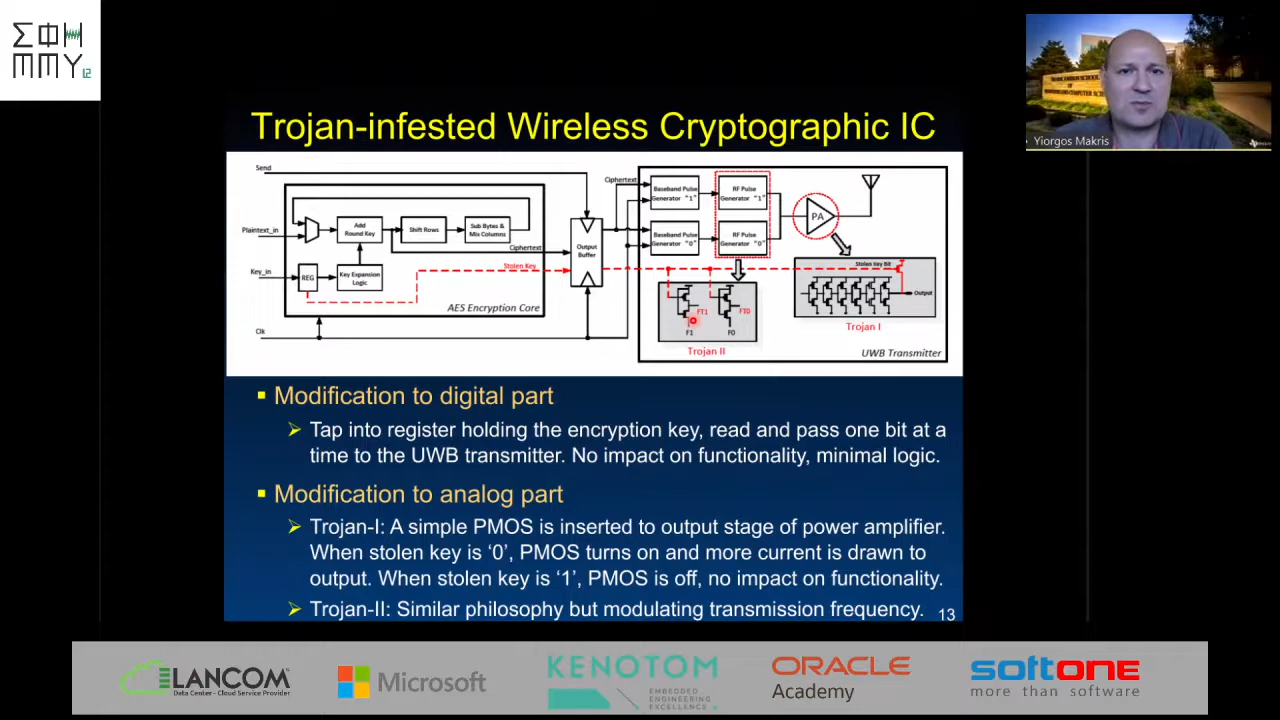 ΣΦΗ
ΜΜΥ 12
Yiorgos Makris
Trojan-infested Wireless Cryptographic IC
Send
Plaintext_in
Key_in
Clk
Add
Round Key
Shift Rows
Sub Bytes &
Mix Columns
REG
Key Expansion
Logic
Ciphertext
Stolen Key
AES Encryption Core
Output
Buffer
Ciphertext
Baseband Pulse
Generator "1"
RF Pulse
Generator "1"
Baseband Pulse
Generator "0"
RF Pulse
Generator "0"
PA
Stolen Key Bit
Output
Trojan I
FT1
FT0
F1
F0
Trojan II
UWB Transmitter
Modification to digital part
Tap into register holding the encryption key, read and pass one bit at a
time to the UWB transmitter. No impact on functionality, minimal logic.
Modification to analog part
Trojan-I: A simple PMOS is inserted to output stage of power amplifier.
When stolen key is ‘0’, PMOS turns on and more current is drawn to
output. When stolen key is ‘1’, PMOS is off, no impact on functionality.
Trojan-II: Similar philosophy but modulating transmission frequency.
13
LANCOM
Data Center - Cloud Service Provider
Microsoft
KENOTOM
EMBEDDED
ENGINEERING
EXCELLENCE
ORACLE
Academy
softone
more than software